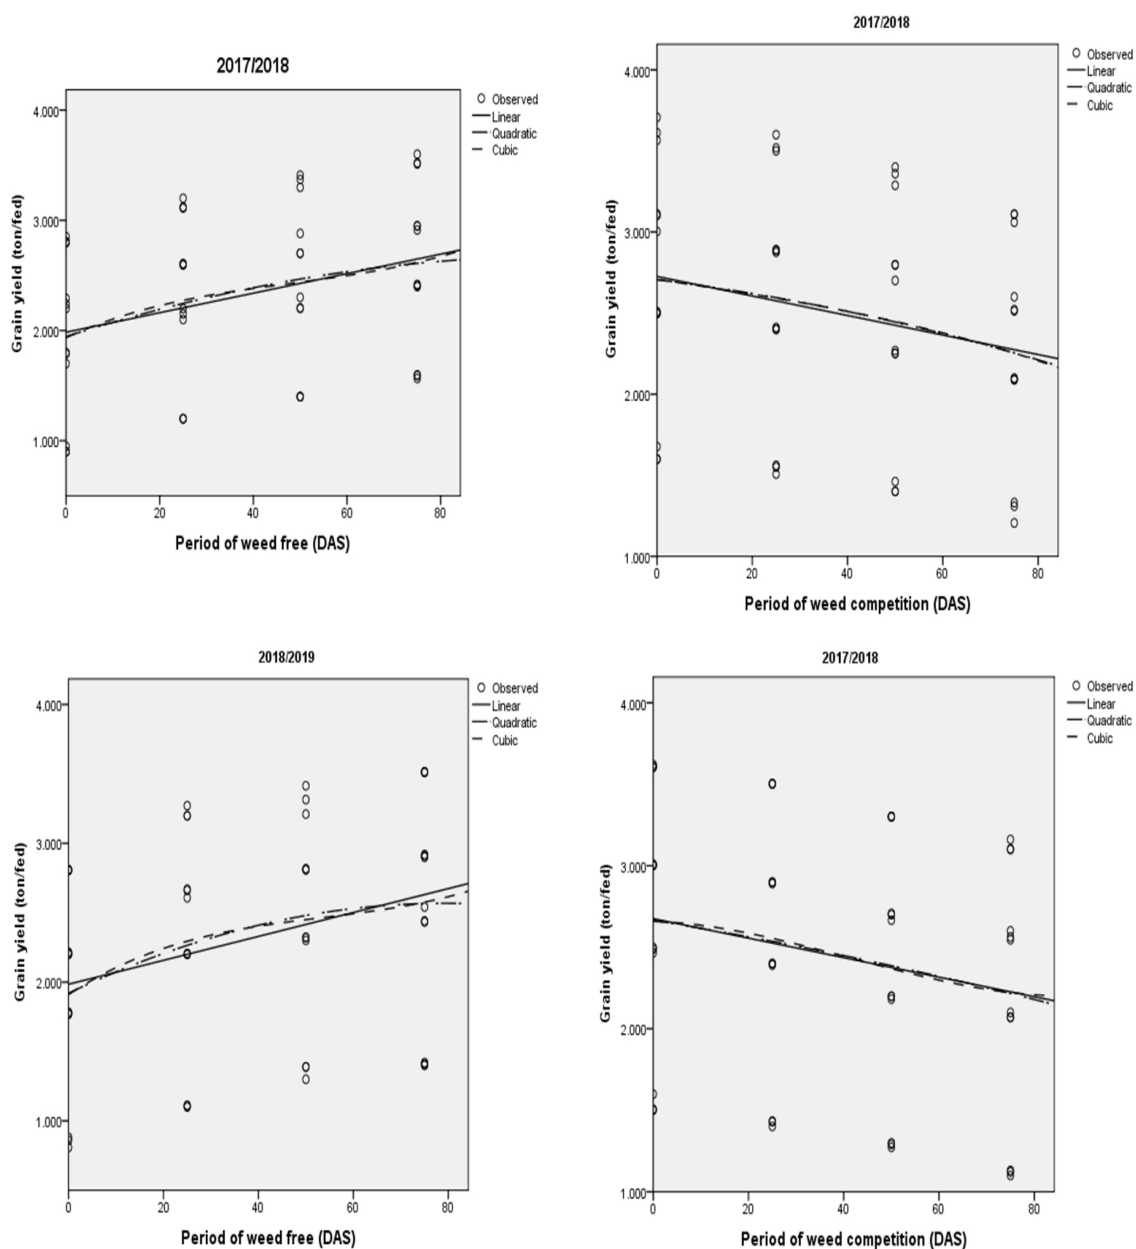 2017/2018
4.000
3.000
2.000
1.000
0 20 40 60 80
Grain yield (ton/fed)
Period of weed free (DAS)
Observed
Linear
Quadratic
Cubic
2017/2018
4.000
3.000
2.000
1.000
0 20 40 60 80
Grain yield (ton/fed)
Period of weed competition (DAS)
Observed
Linear
Quadratic
Cubic
2018/2019
4.000
3.000
2.000
1.000
0 20 40 60 80
Grain yield (ton/fed)
Period of weed free (DAS)
Observed
Linear
Quadratic
Cubic
2017/2018
4.000
3.000
2.000
1.000
0 20 40 60 80
Grain yield (ton/fed)
Period of weed competition (DAS)
Observed
Linear
Quadratic
Cubic